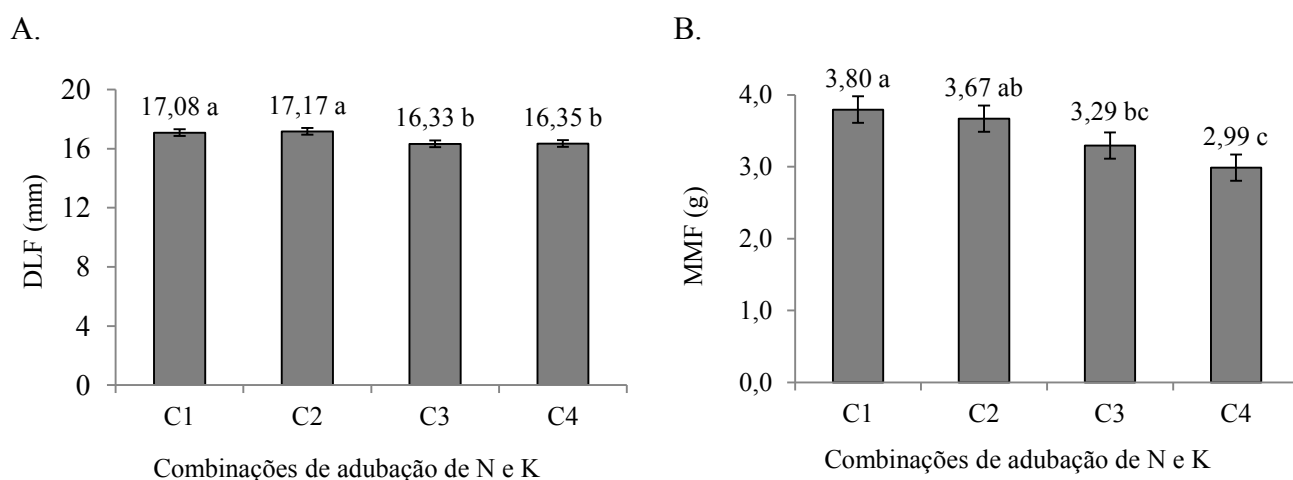 A.
20
16
12
8
4
0
DLF (mm)
17,08 a
17,17 a
16,33 b
16,35 b
C1
C2
C3
C4
Combinações de adubação de N e K
B.
4,0
3,0
2,0
1,0
0,0
MMF (g)
3,80 a
3,67 ab
3,29 bc
2,99 c
C1
C2
C3
C4
Combinações de adubação de N e K